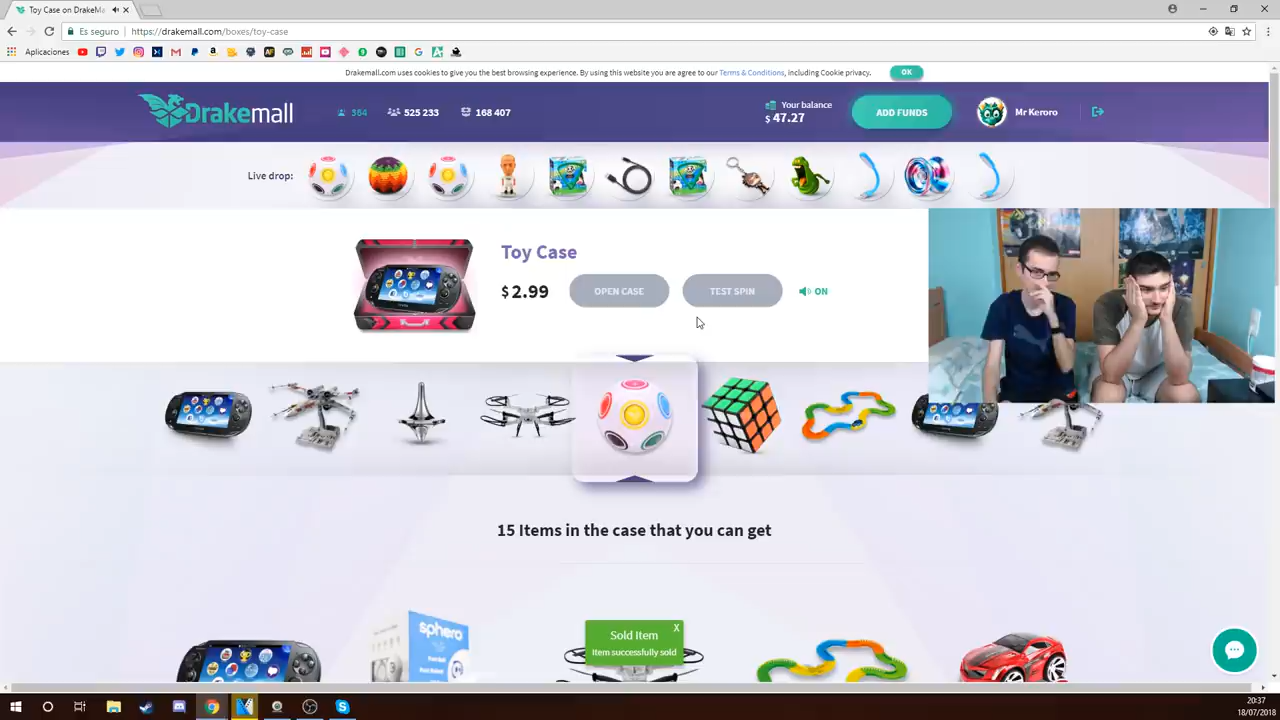 Toy Case on DrakeMa
Es seguro
https://drakemall.com/boxes/toy-case
Aplicaciones
Drakemall.com uses cookies to give you the best browsing experience. By using this website you are agree to our Terms & Conditions, including Cookie privacy.
OK
Drakemall
364
525 233
168 407
Your balance
$ 47.27
ADD FUNDS
Mr Keroro
Live drop:
Toy Case
$ 2.99
OPEN CASE
TEST SPIN
ON
15 Items in the case that you can get
sphero
Sold Item
X
Item successfully sold
20:37
18/07/2018